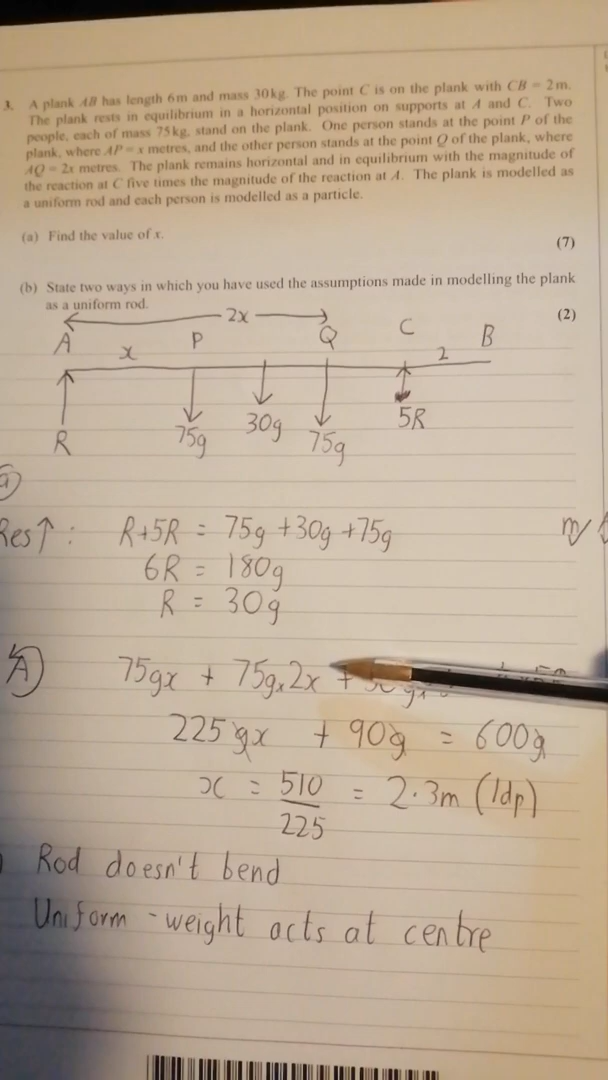 3. A plank AB has length 6m and mass 30kg. The point C is on the plank with CB = 2m.
The plank rests in equilibrium in a horizontal position on supports at A and C. Two
people, each of mass 75kg, stand on the plank. One person stands at the point P of the
plank, where AP = x metres, and the other person stands at the point Q of the plank, where
AQ = 2x metres. The plank remains horizontal and in equilibrium with the magnitude of
the reaction at C five times the magnitude of the reaction at A. The plank is modelled as
a uniform rod and each person is modelled as a particle.
(a) Find the value of x.
(7)
(b) State two ways in which you have used the assumptions made in modelling the plank
as a uniform rod.
(2)
2x
A x P Q C 2 B
R 75g 30g 75g 5R
a)
Res↑: R+5R = 75g +30g +75g
6R = 180g
R = 30g
A 75gx + 75g×2x +
225gx + 90g = 600g
x = 510/225 = 2.3m (1dp)
Rod doesn't bend
Uniform - weight acts at centre